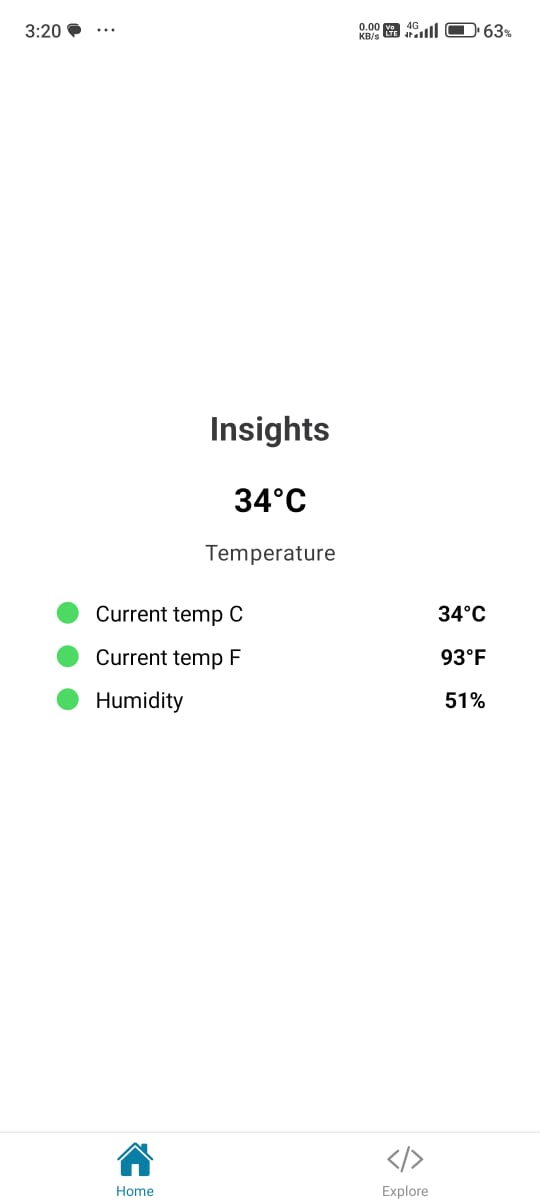 3:20 ... 0.00 KB/s Vo LTE 4G 63%
Insights
34°C
Temperature
Current temp C 34°C
Current temp F 93°F
Humidity 51%
Home </> Explore